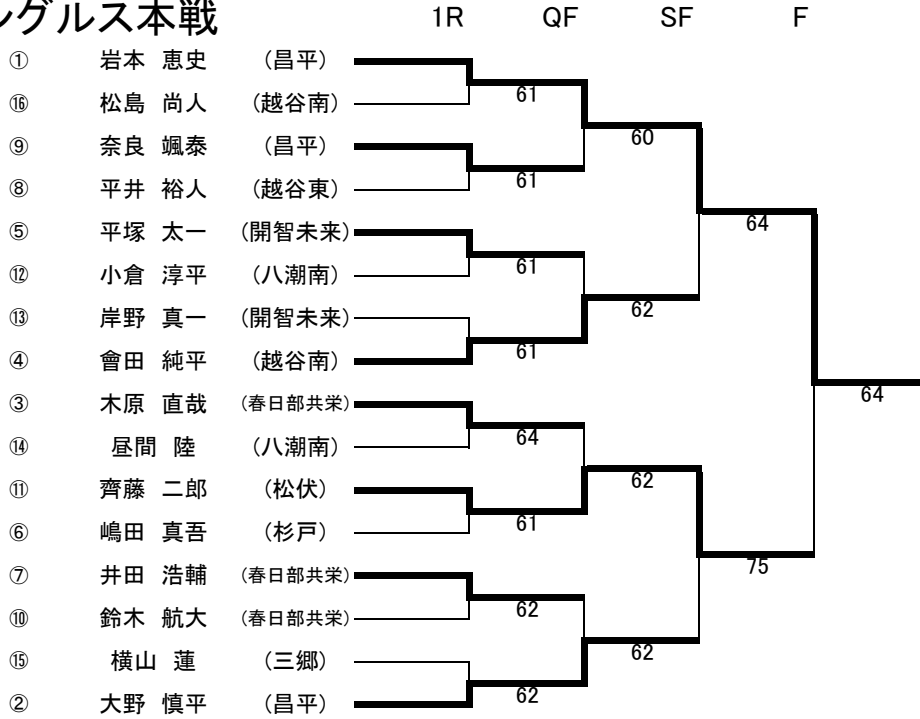 ングルス本戦 1R QF SF F
① 岩本 恵史 (昌平)
61
⑯ 松島 尚人 (越谷南)
60
⑨ 奈良 颯泰 (昌平)
61
⑧ 平井 裕人 (越谷東)
64
⑤ 平塚 太一 (開智未来)
61
⑫ 小倉 淳平 (八潮南)
62
⑬ 岸野 真一 (開智未来)
61
④ 會田 純平 (越谷南)
64
③ 木原 直哉 (春日部共栄)
64
⑭ 昼間 陸 (八潮南)
62
⑪ 齊藤 二郎 (松伏)
61
⑥ 嶋田 真吾 (杉戸)
75
⑦ 井田 浩輔 (春日部共栄)
62
⑩ 鈴木 航大 (春日部共栄)
62
⑮ 横山 蓮 (三郷)
62
② 大野 慎平 (昌平)